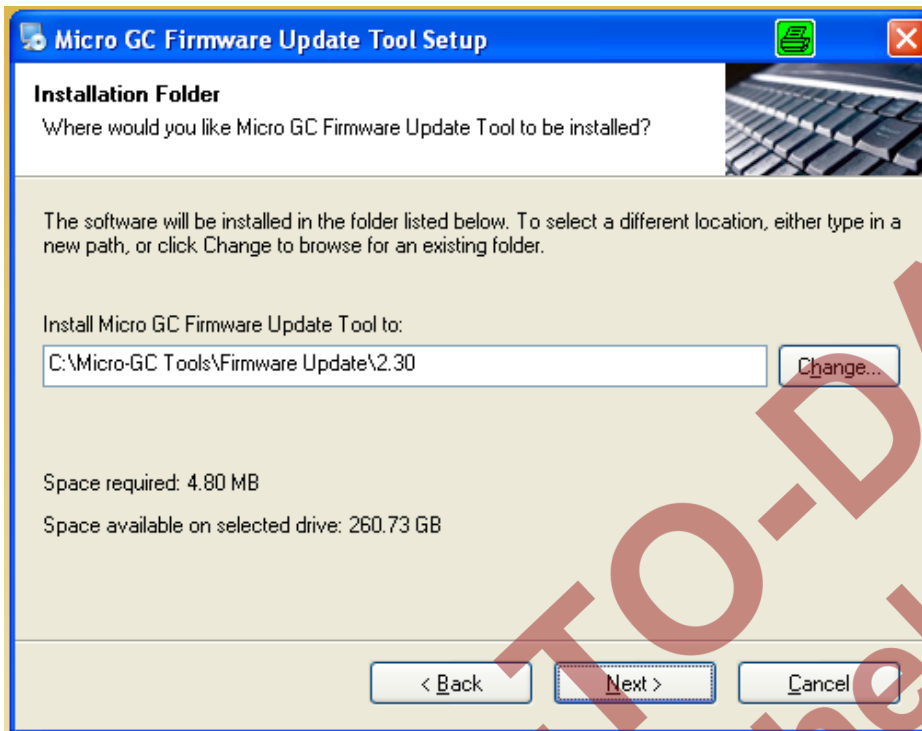 Micro GC Firmware Update Tool Setup
Installation Folder
Where would you like Micro GC Firmware Update Tool to be installed?
The software will be installed in the folder listed below. To select a different location, either type in a
new path, or click Change to browse for an existing folder.
Install Micro GC Firmware Update Tool to:
C:\Micro-GC Tools\Firmware Update\2.30
Change...
Space required: 4.80 MB
Space available on selected drive: 260.73 GB
< Back
Next >
Cancel
TO-DA